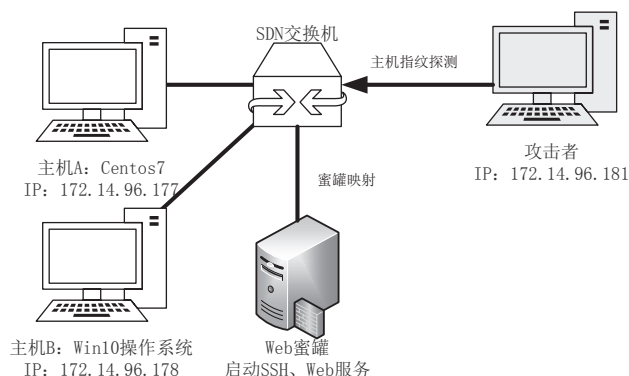 SDN交换机
主机指纹探测
主机A: Centos7
IP: 172.14.96.177
攻击者
IP: 172.14.96.181
蜜罐映射
主机B: Win10操作系统
IP: 172.14.96.178
Web蜜罐
启动SSH、Web服务